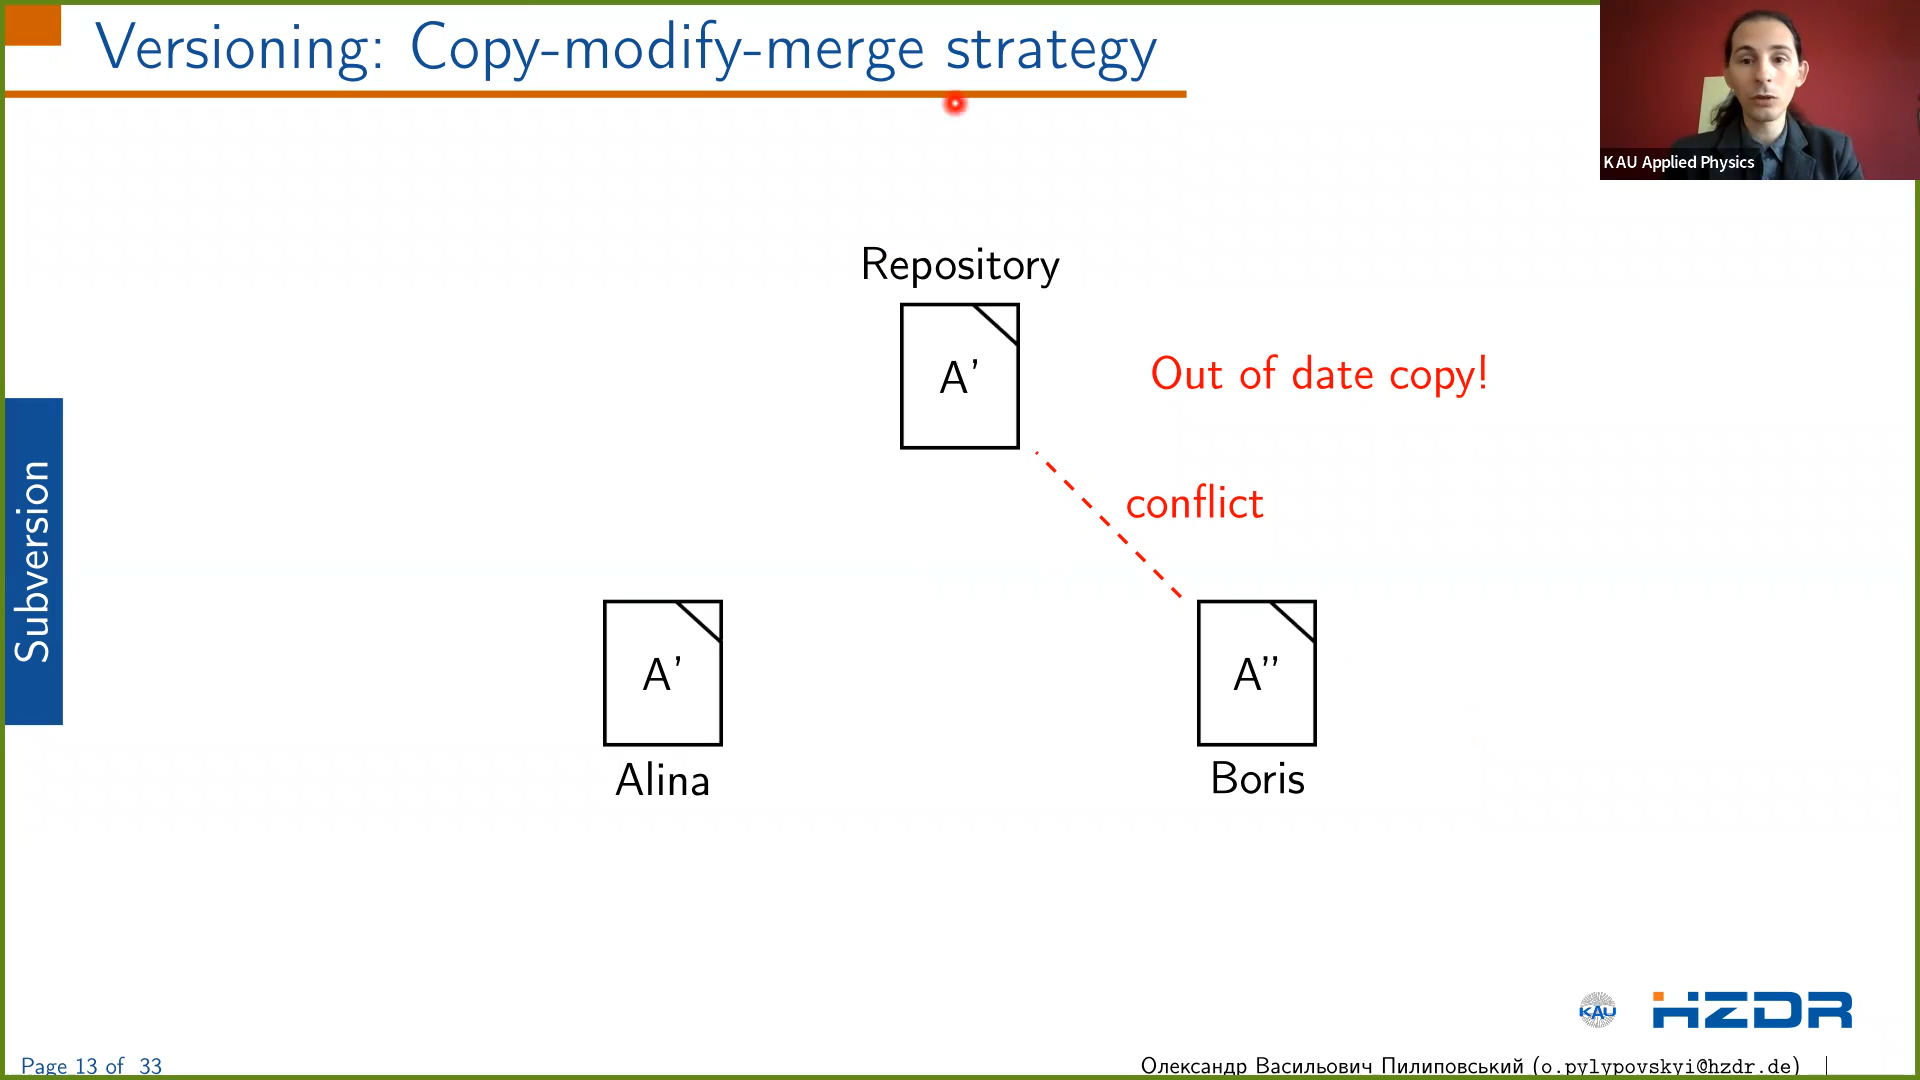 Versioning: Copy-modify-merge strategy
KAU Applied Physics
Repository
A'
Out of date copy!
conflict
Subversion
A'
A''
Alina
Boris
KAU
HZDR
Page 13 of 33
Олександр Васильович Пилиповський (o.pylypovskyi@hzdr.de)